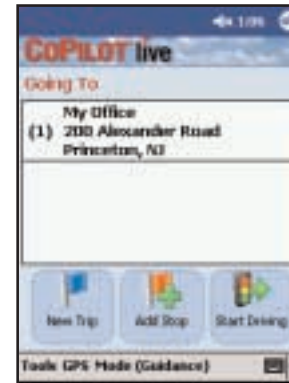 1:09
CoPILOT live
Going To
My Office
(1) 200 Alexander Road
Princeton, NJ
New Trip Add Stop Start Driving
Tools GPS Mode (Guidance)